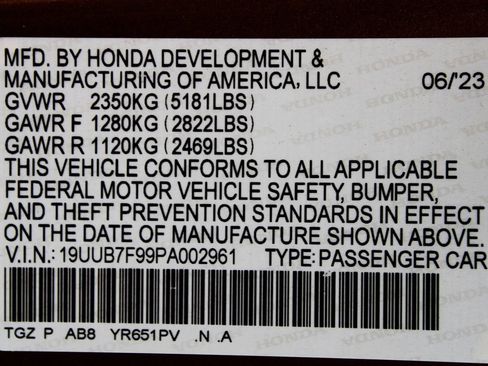 MFD. BY HONDA DEVELOPMENT &
MANUFACTURING OF AMERICA, LLC 06/'23
GVWR 2350KG (5181LBS)
GAWR F 1280KG (2822LBS)
GAWR R 1120KG (2469LBS)
THIS VEHICLE CONFORMS TO ALL APPLICABLE
FEDERAL MOTOR VEHICLE SAFETY, BUMPER,
AND THEFT PREVENTION STANDARDS IN EFFECT
ON THE DATE OF MANUFACTURE SHOWN ABOVE.
V.I.N: 19UUB7F99PA002961 TYPE: PASSENGER CAR
TGZ P AB8 YR651PV .N .A